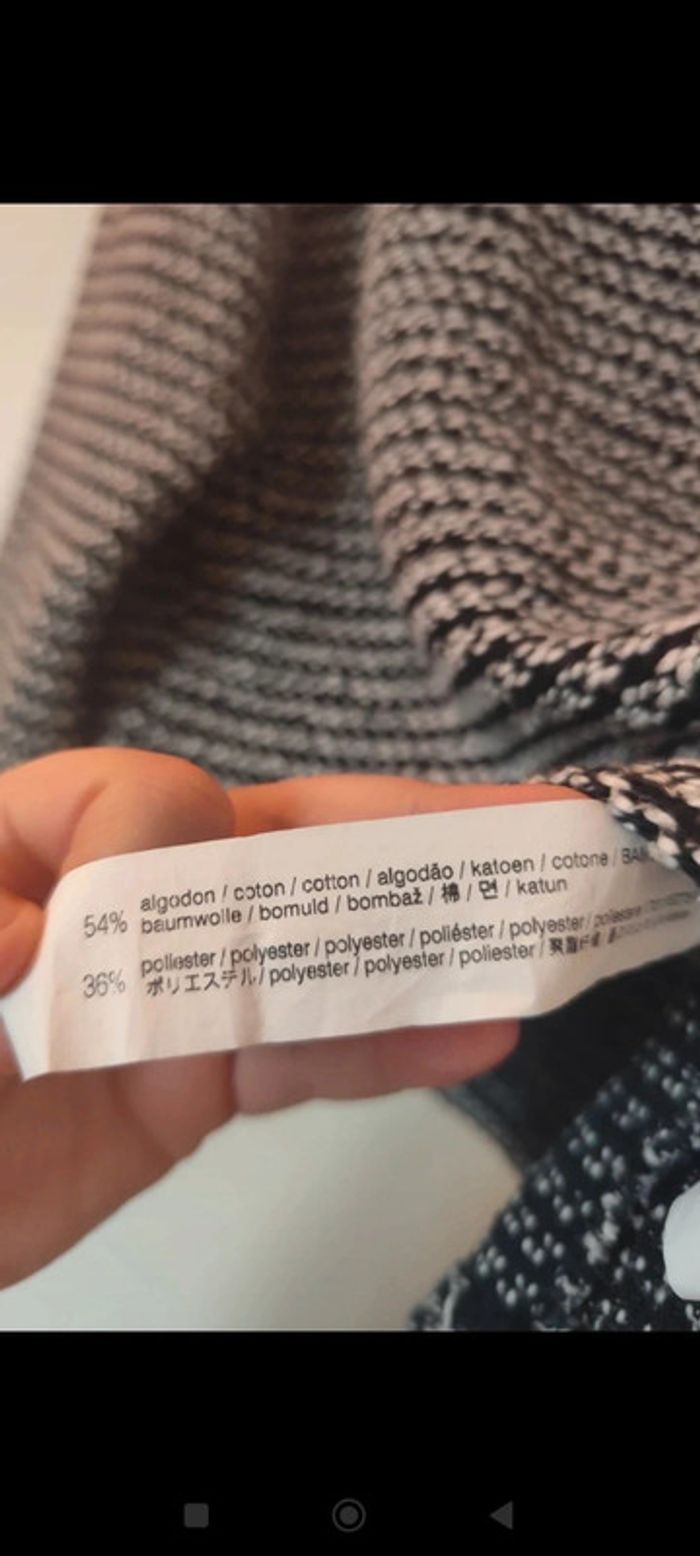 54% algodon / coton / cotton / algodão / katoen / cotone /
baumwolle / bomuld / bombaž / 棉 / 면 / katun
36% poliester / polyester / polyester / poliéster / polyester /
ポリエステル / polyester / polyester / poliester /